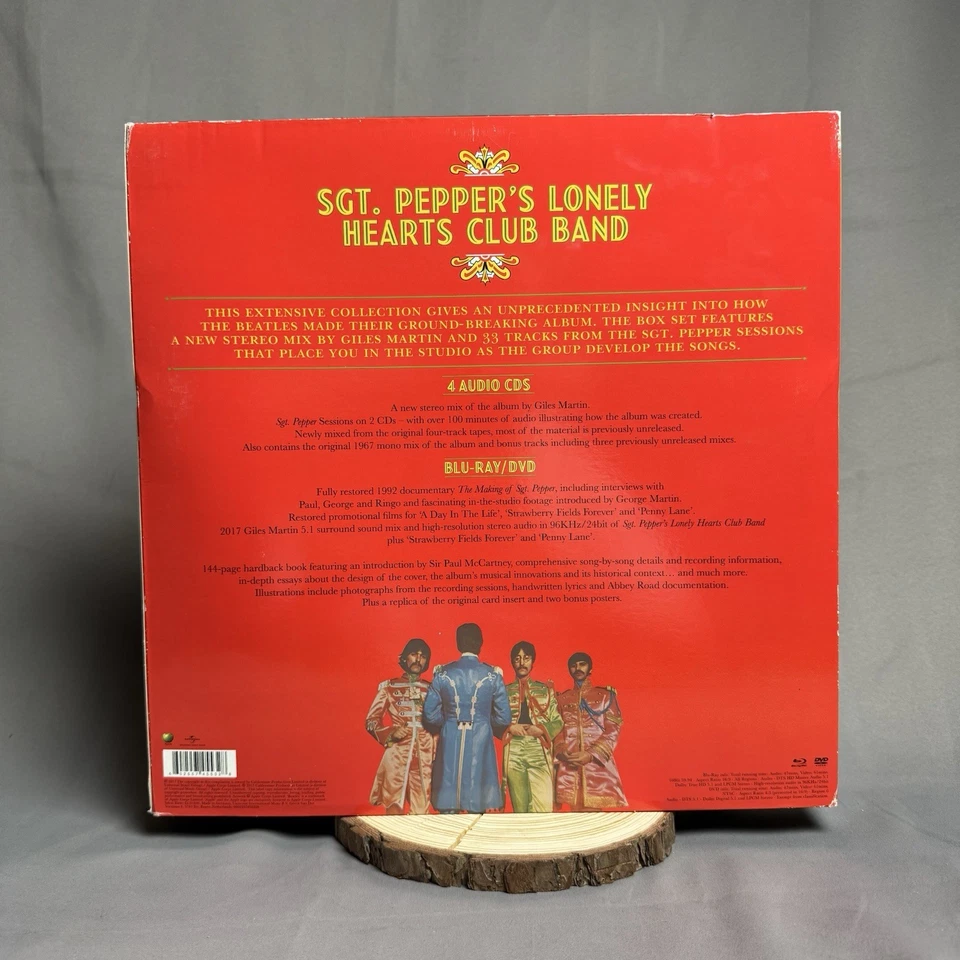 SGT. PEPPER'S LONELY
HEARTS CLUB BAND
THIS EXTENSIVE COLLECTION GIVES AN UNPRECEDENTED INSIGHT INTO HOW
THE BEATLES MADE THEIR GROUND-BREAKING ALBUM. THE BOX SET FEATURES
A NEW STEREO MIX BY GILES MARTIN AND 33 TRACKS FROM THE SGT. PEPPER SESSIONS
THAT PLACE YOU IN THE STUDIO AS THE GROUP DEVELOP THE SONGS.
4 AUDIO CDS
A new stereo mix of the album by Giles Martin.
Sgt. Pepper Sessions on 2 CDs – with over 100 minutes of audio illustrating how the album was created.
Newly mixed from the original four-track tapes, most of the material is previously unreleased.
Also contains the original 1967 mono mix of the album and bonus tracks including three previously unreleased mixes.
BLU-RAY/DVD
Fully restored 1992 documentary The Making of Sgt. Pepper, including interviews with
Paul, George and Ringo and fascinating in-the-studio footage introduced by George Martin.
Restored promotional films for 'A Day In The Life', 'Strawberry Fields Forever' and 'Penny Lane'.
2017 Giles Martin 5.1 surround sound mix and high-resolution stereo audio in 96KHz/24bit of Sgt. Pepper's Lonely Hearts Club Band
plus 'Strawberry Fields Forever' and 'Penny Lane'.
144-page hardback book featuring an introduction by Sir Paul McCartney, comprehensive song-by-song details and recording information,
in-depth essays about the design of the cover, the album's musical innovations and its historical context… and much more.
Illustrations include photographs from the recording sessions, handwritten lyrics and Abbey Road documentation.
Plus a replica of the original card insert and two bonus posters.